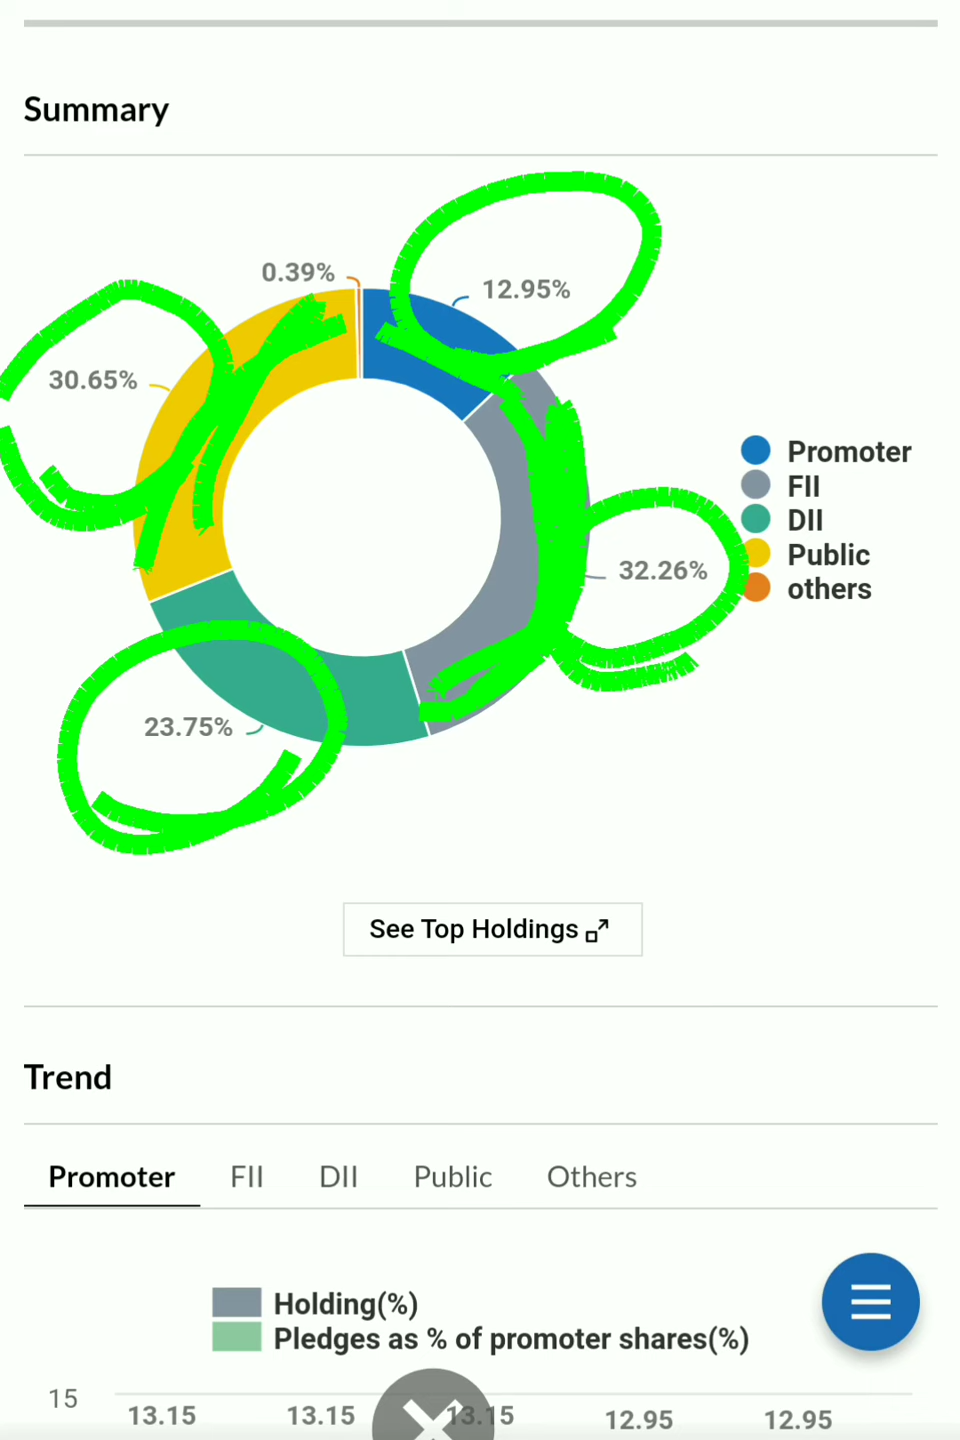 Summary
0.39%
12.95%
30.65%
Promoter
FII
DII
Public
others
32.26%
23.75%
See Top Holdings
Trend
Promoter FII DII Public Others
Holding(%)
Pledges as % of promoter shares(%)
15
13.15 13.15 13.15 12.95 12.95